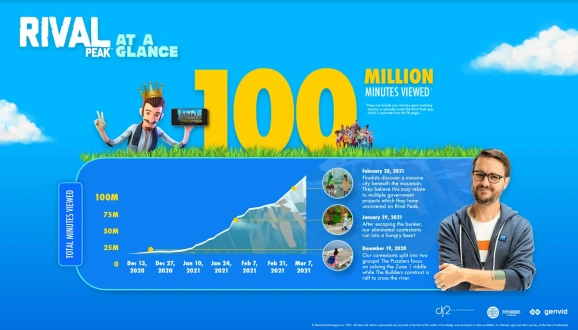 RIVAL
PEAK
AT A
GLANCE
100
MILLION
MINUTES VIEWED
TOTAL MINUTES VIEWED
100M
75M
50M
25M
0
Dec 13,
2020
Dec 27,
2020
Jan 10,
2021
Jan 24,
2021
Feb 7,
2021
Feb 21,
2021
Mar 7,
2021
February 28, 2021
Finalists discover a massive
city beneath the mountain.
They believe this may relate
to multiple government
projects which they have
uncovered on Rival Peak.
January 29, 2021
After escaping the bunker,
our eliminated contestants
run into a hungry bear!
December 19, 2020
Our contestants split into two
groups! The Puzzlers focus
on solving the Zone 1 riddle
while The Builders construct a
raft to cross the river.
dj2
genvid